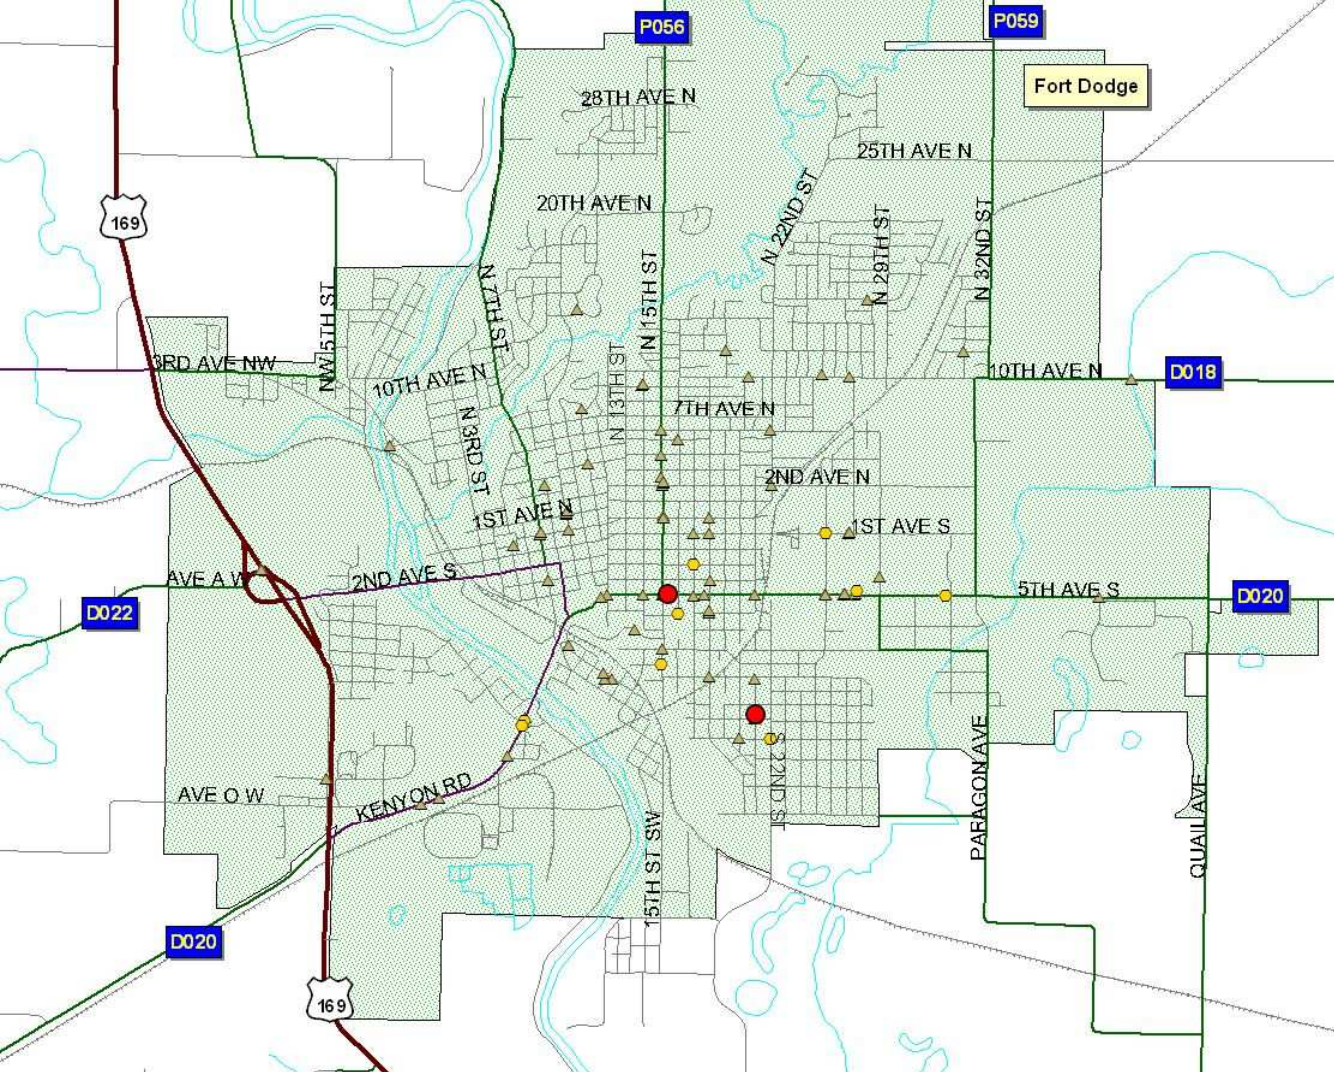 P056
P059
Fort Dodge
28TH AVE N
25TH AVE N
20TH AVE N
169
N 22ND ST
N 29TH ST
N 32ND ST
N 15TH ST
N 7TH ST
NW 5TH ST
3RD AVE NW
10TH AVE N
10TH AVE N
D018
N 13TH ST
7TH AVE N
N 3RD ST
2ND AVE N
1ST AVE N
1ST AVE S
AVE A W
2ND AVE S
5TH AVE S
D020
D022
AVE O W
KENYON RD
S 22ND ST
PARAGON AVE
QUAIL AVE
15TH ST SW
D020
169